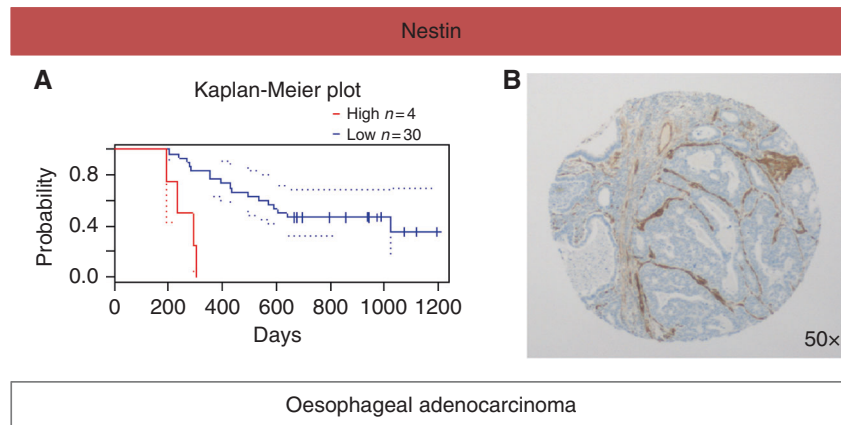 Nestin
A
Kaplan-Meier plot
– High n=4
– Low n=30
Probability
0.8
0.4
0.0
0 200 400 600 800 1000 1200
Days
B
50×
Oesophageal adenocarcinoma